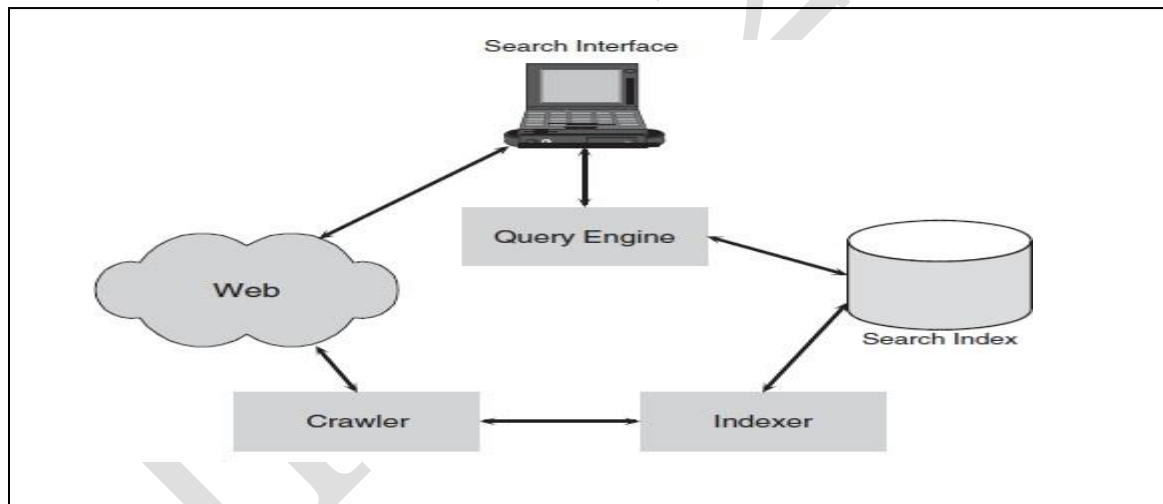 Search Interface
Query Engine
Web
Search Index
Crawler
Indexer